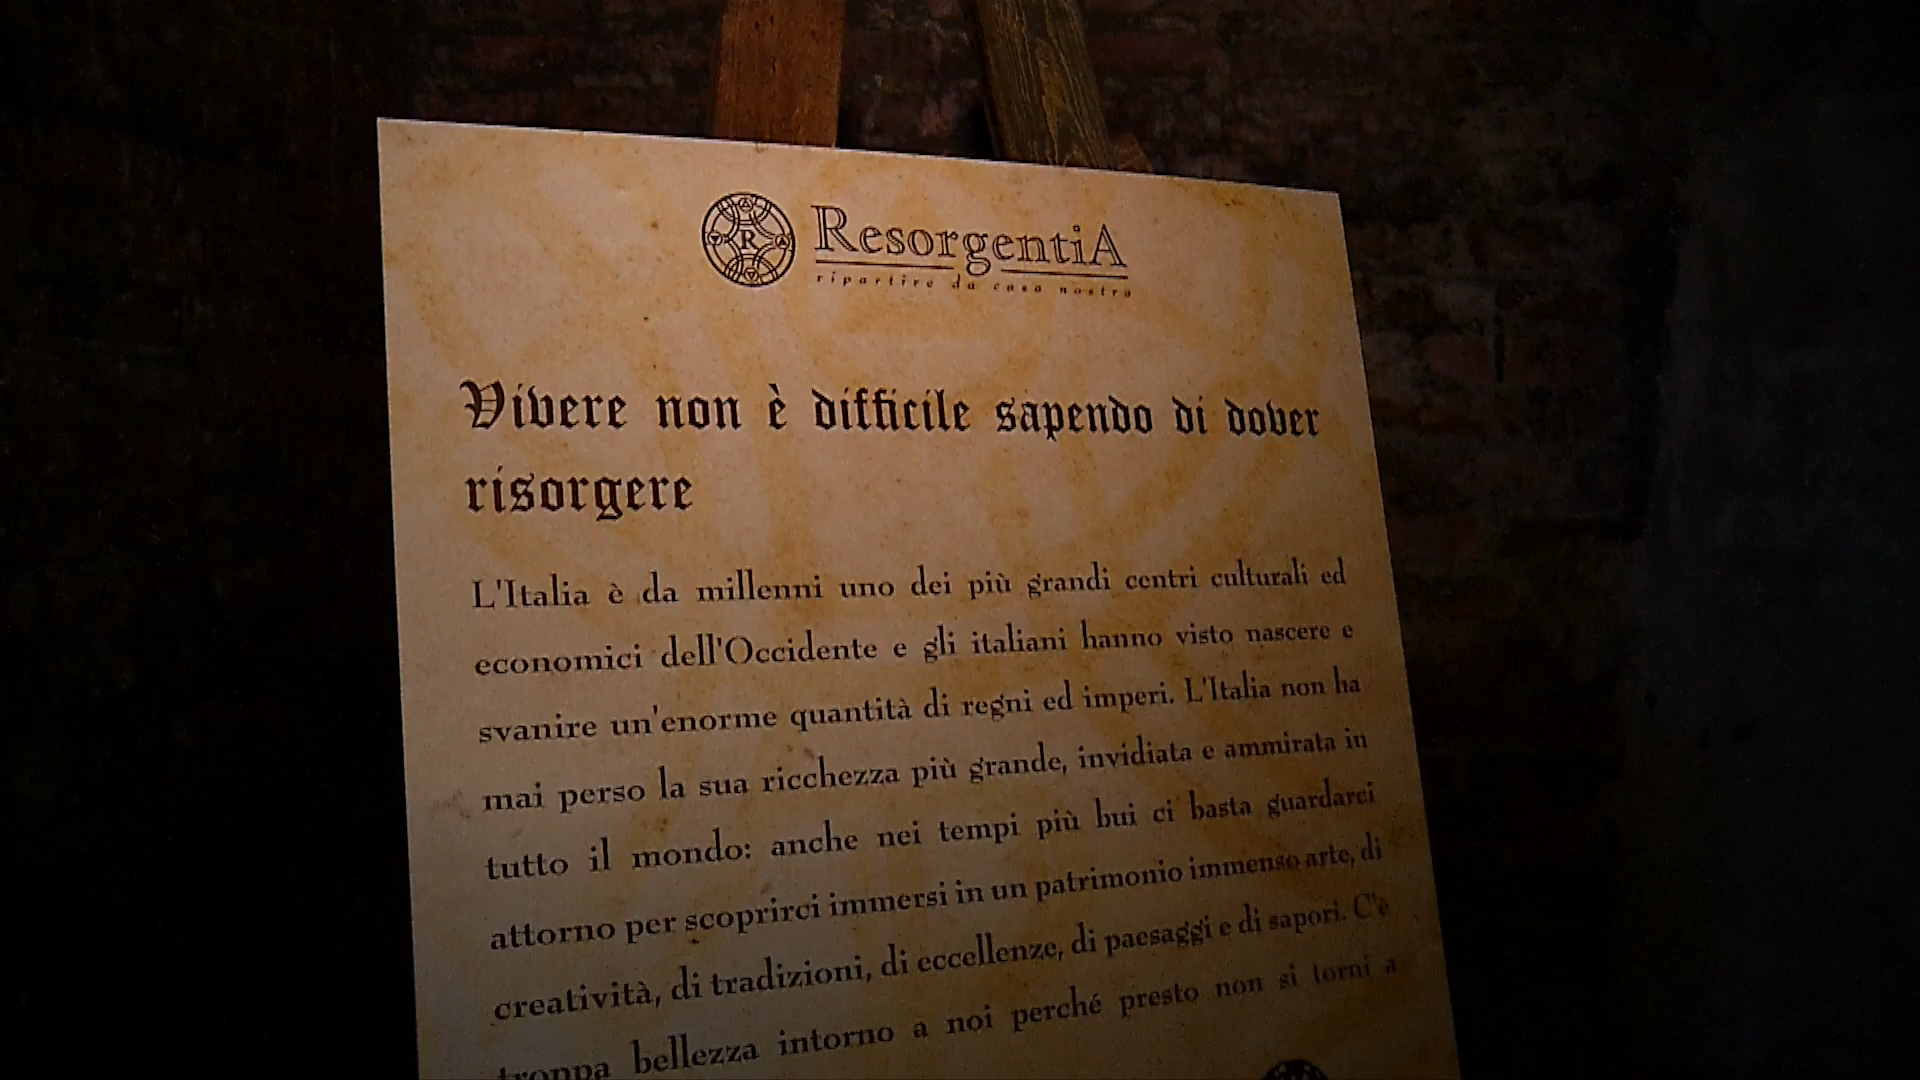 R
ResorgentiA
ripartire da casa nostra
Vivere non è difficile sapendo di dover
risorgere
L'Italia è da millenni uno dei più grandi centri culturali ed
economici dell'Occidente e gli italiani hanno visto nascere e
svanire un'enorme quantità di regni ed imperi. L'Italia non ha
mai perso la sua ricchezza più grande, invidiata e ammirata in
tutto il mondo: anche nei tempi più bui ci basta guardarci
attorno per scoprirci immersi in un patrimonio immenso arte, di
creatività, di tradizioni, di eccellenze, di paesaggi e di sapori. C'è
troppa bellezza intorno a noi perché presto non si torni a